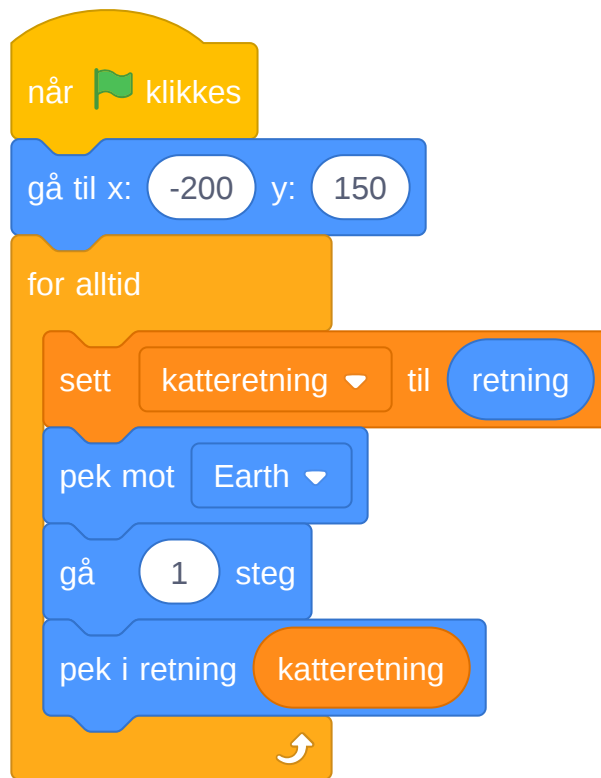 når klikkes
gå til x: -200 y: 150
for alltid
sett katteretning til retning
pek mot Earth
gå 1 steg
pek i retning katteretning